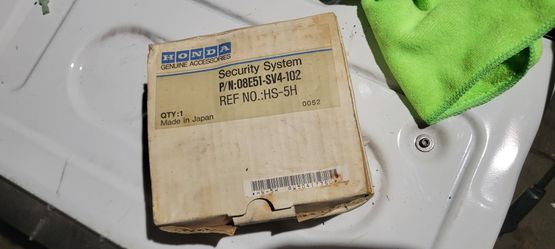 HONDA
GENUINE ACCESSORIES
Security System
P/N:08E51-SV4-102
REF NO.:HS-5H
QTY:1
0052
Made in Japan